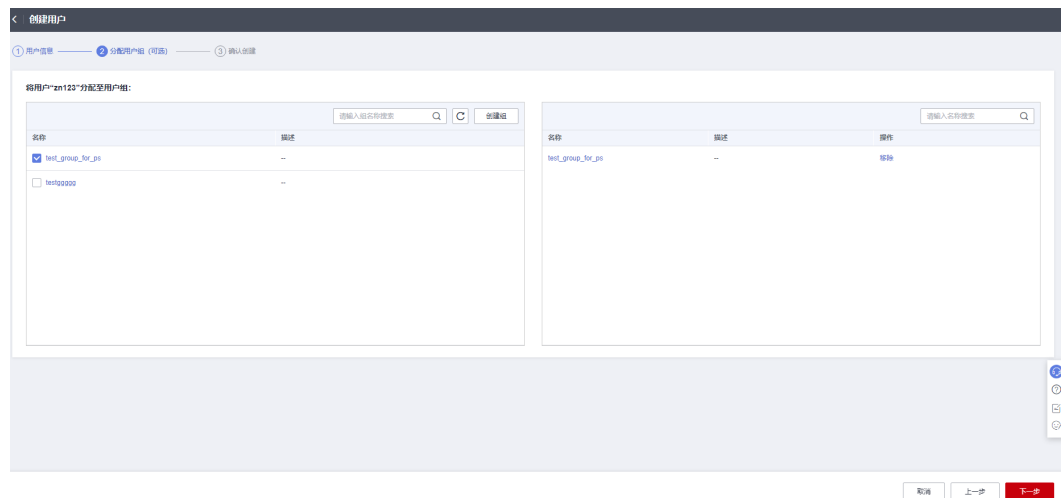 创建用户
1 用户信息 2 分配用户组 (可选) 3 确认创建
将用户“zn123”分配至用户组:
请输入组名称搜索 创建组
名称 描述
test_group_for_ps --
testggggg --
请输入名称搜索
名称 描述 操作
test_group_for_ps -- 移除
取消 上一步 下一步